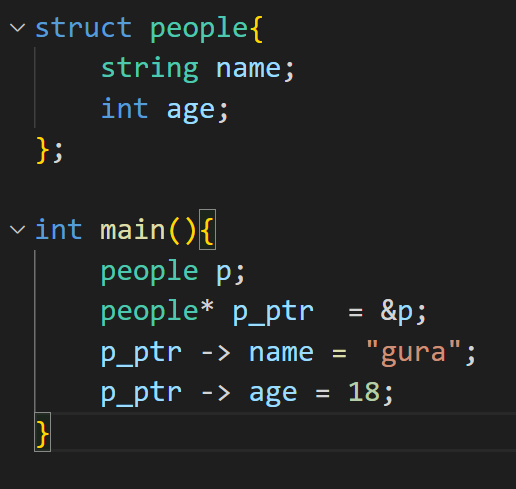 struct people{
    string name;
    int age;
};

int main(){
    people p;
    people* p_ptr  = &p;
    p_ptr -> name = "gura";
    p_ptr -> age = 18;
}